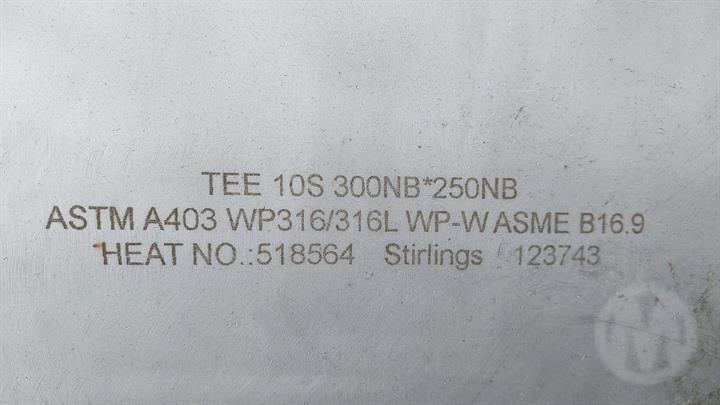 TEE 10S 300NB*250NB
ASTM A403 WP316/316L WP-W ASME B16.9
HEAT NO.:518564 Stirlings 123743
M